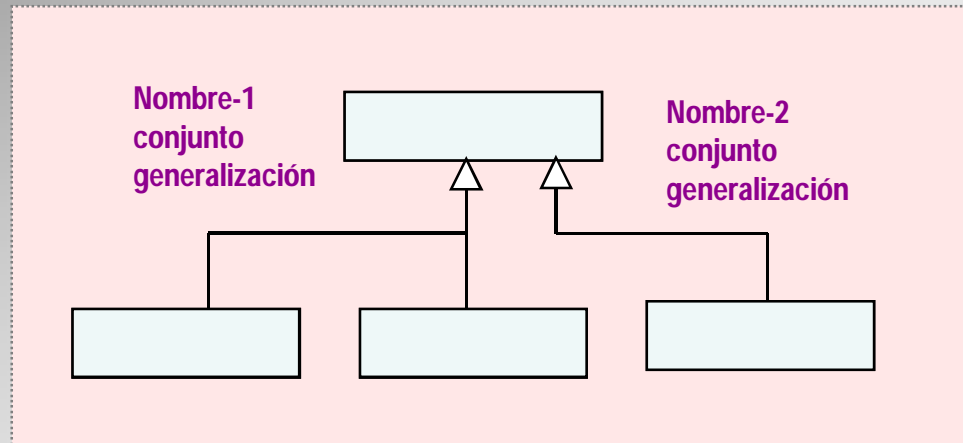 Nombre-1
conjunto
generalización
Nombre-2
conjunto
generalización